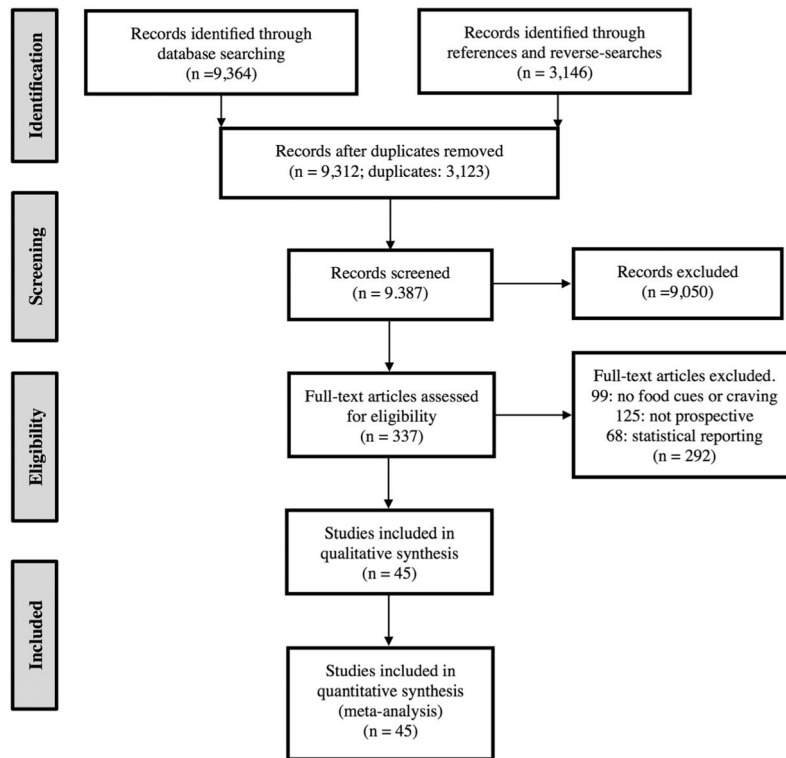 Identification
Records identified through
database searching
(n =9,364)
Records identified through
references and reverse-searches
(n = 3,146)
Records after duplicates removed
(n = 9,312; duplicates: 3,123)
Screening
Records screened
(n = 9.387)
Records excluded
(n =9,050)
Eligibility
Full-text articles assessed
for eligibility
(n = 337)
Full-text articles excluded.
99: no food cues or craving
125: not prospective
68: statistical reporting
(n = 292)
Studies included in
qualitative synthesis
(n = 45)
Included
Studies included in
quantitative synthesis
(meta-analysis)
(n = 45)